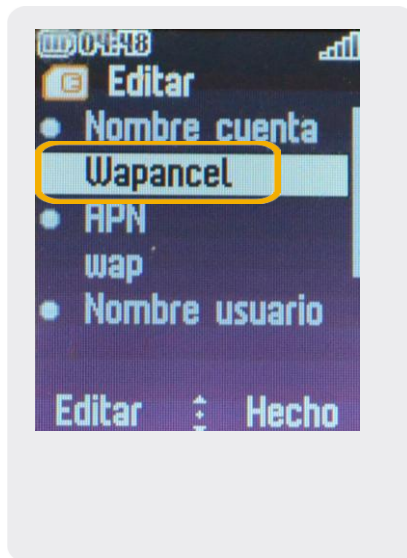 04:48
Editar
Nombre cuenta
Wapancel
APN
wap
Nombre usuario
Editar Hecho